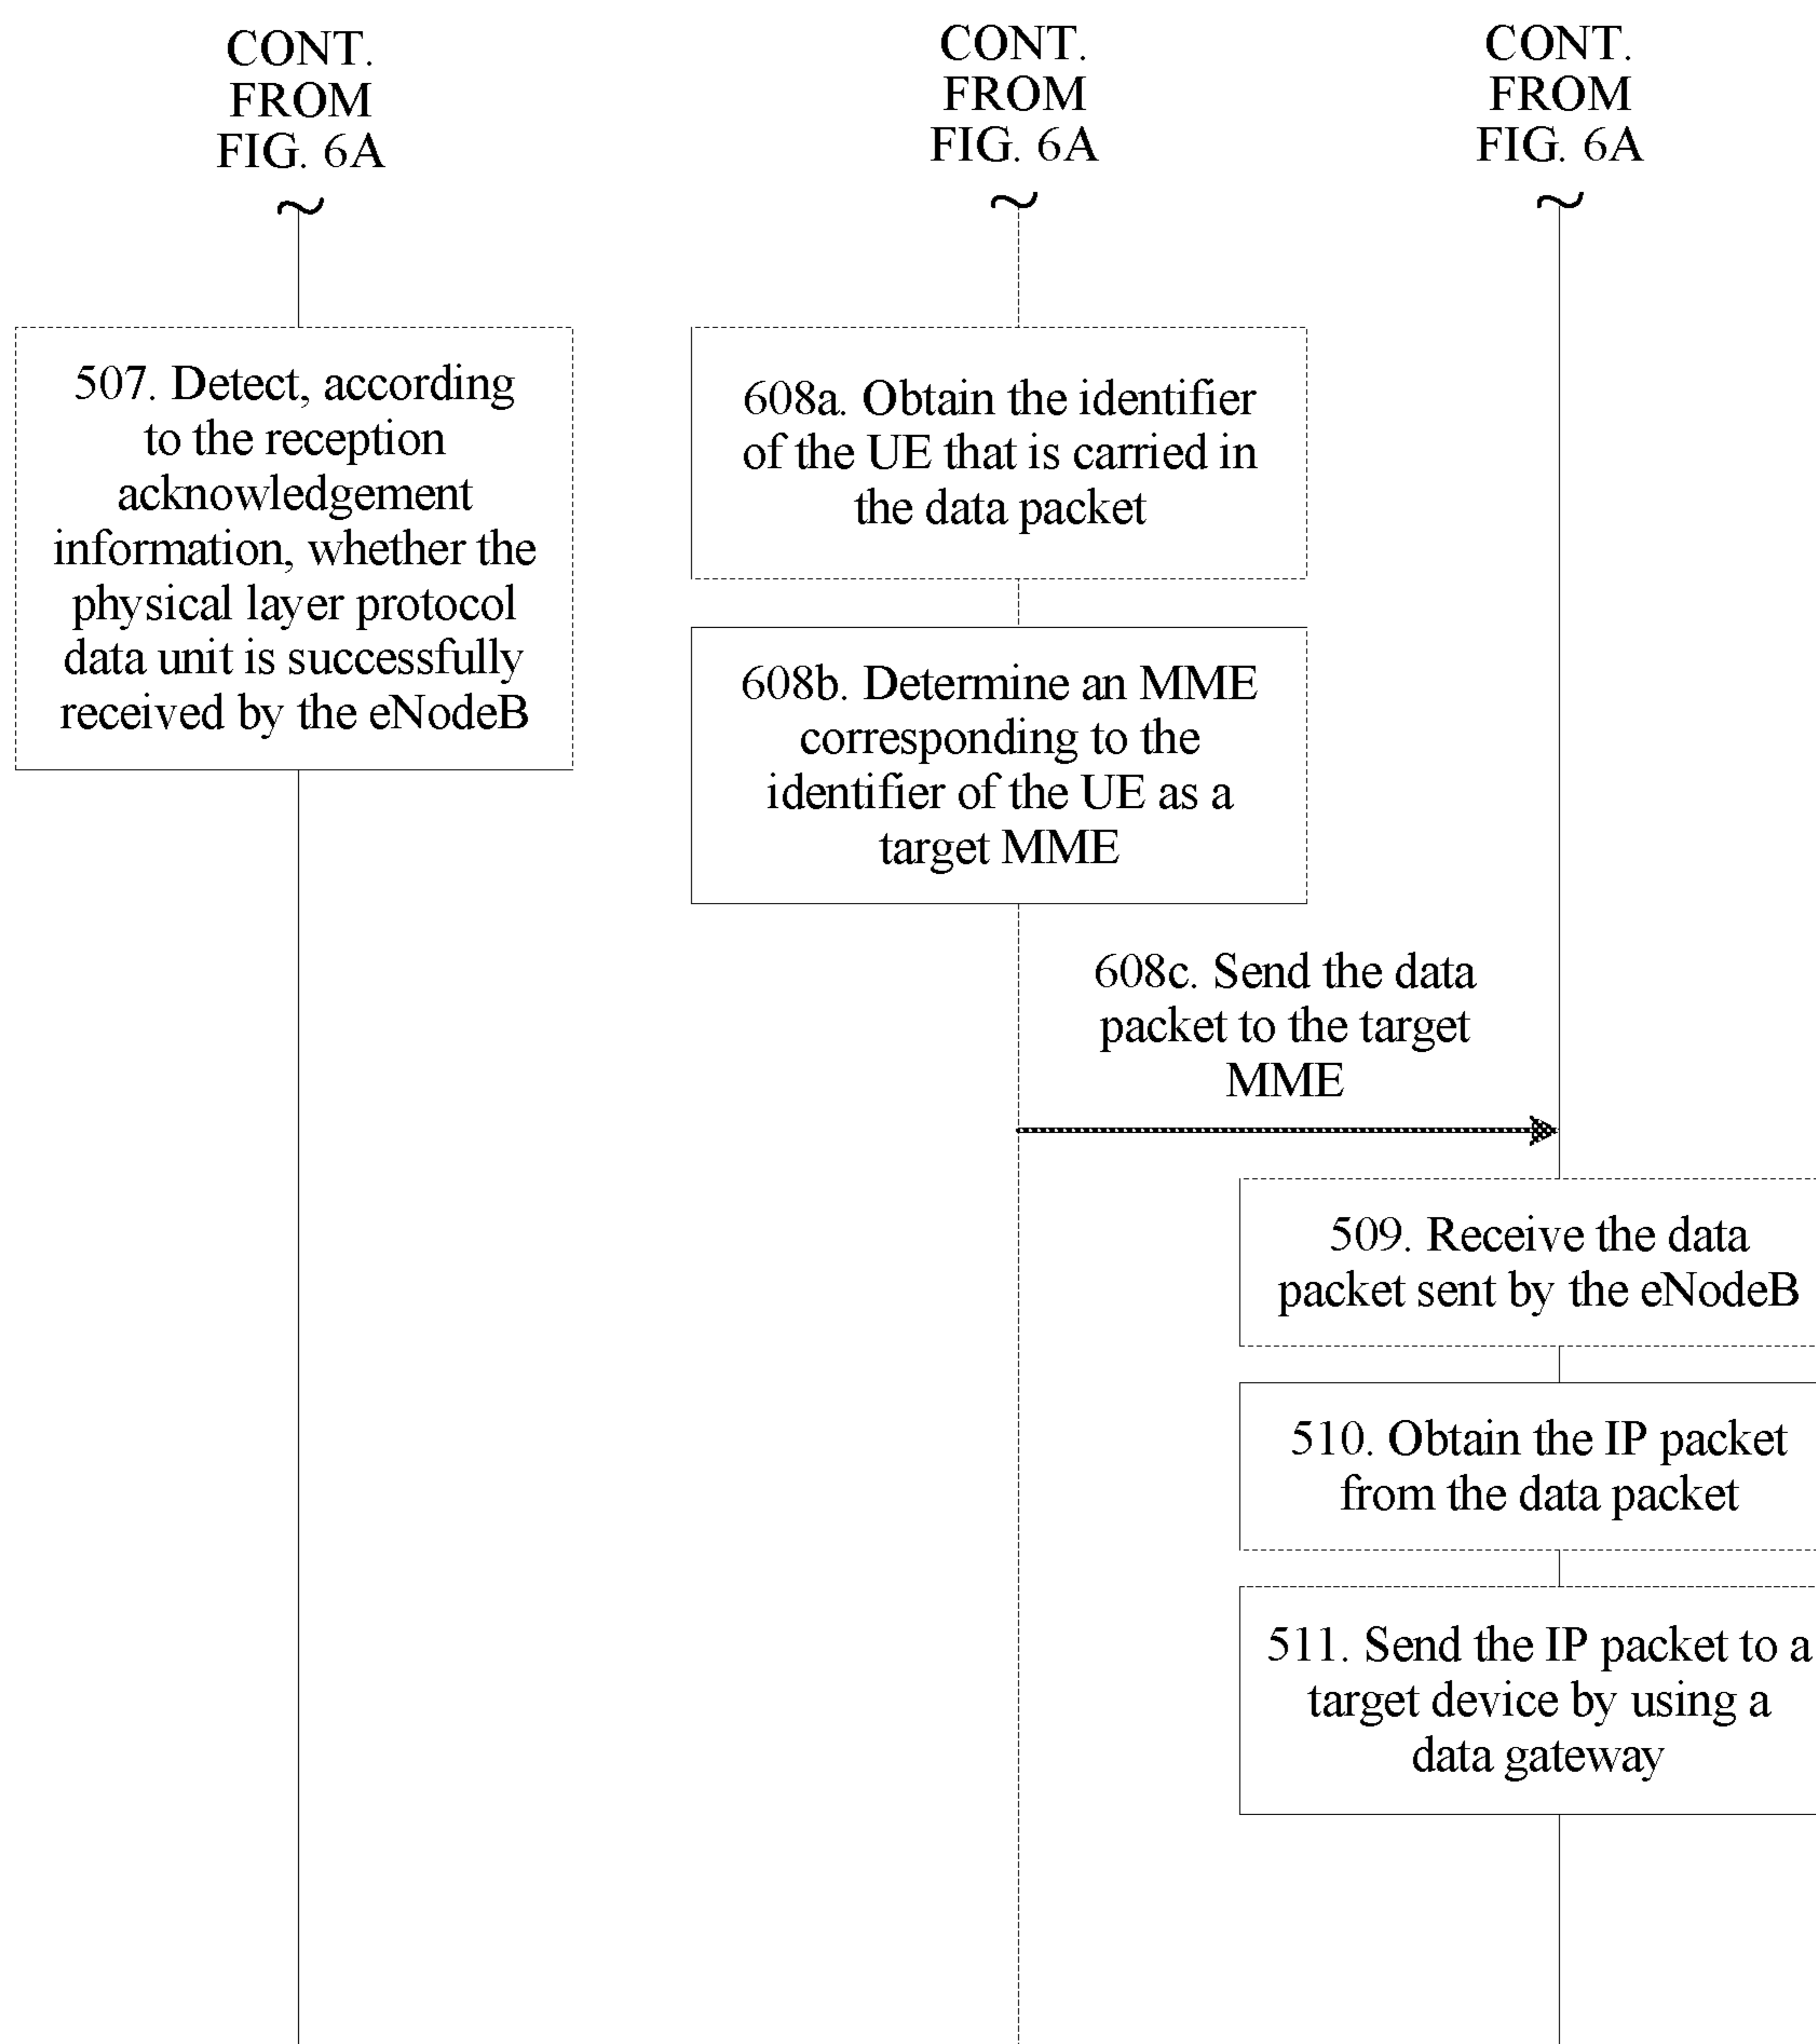 CONT.
FROM
FIG. 6A
CONT.
FROM
FIG. 6A
CONT.
FROM
FIG. 6A
507. Detect, according
to the reception
acknowledgement
information, whether the
physical layer protocol
data unit is successfully
received by the eNodeB
608a. Obtain the identifier
of the UE that is carried in
the data packet
608b. Determine an MME
corresponding to the
identifier of the UE as a
target MME
608c. Send the data
packet to the target
MME
509. Receive the data
packet sent by the eNodeB
510. Obtain the IP packet
from the data packet
511. Send the IP packet to a
target device by using a
data gateway